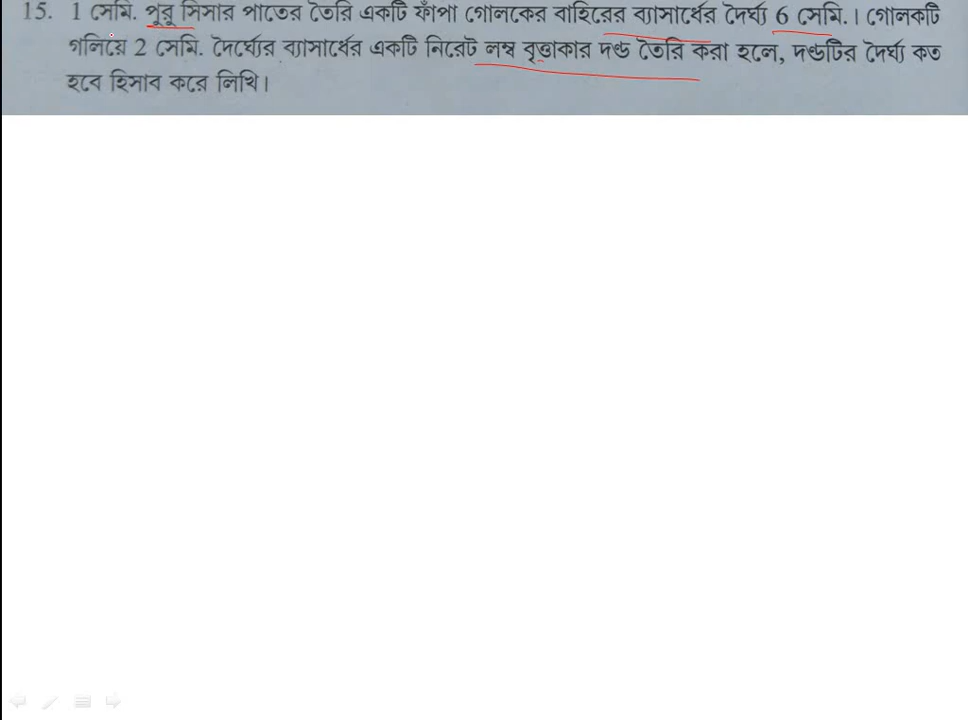 15. 1 সেমি. পুরু সিসার পাতের তৈরি একটি ফাঁপা গোলকের বাহিরের ব্যাসার্ধের দৈর্ঘ্য 6 সেমি.। গোলকটি
গলিয়ে 2 সেমি. দৈর্ঘ্যের ব্যাসার্ধের একটি নিরেট লম্ব বৃত্তাকার দণ্ড তৈরি করা হলে, দণ্ডটির দৈর্ঘ্য কত
হবে হিসাব করে লিখি।